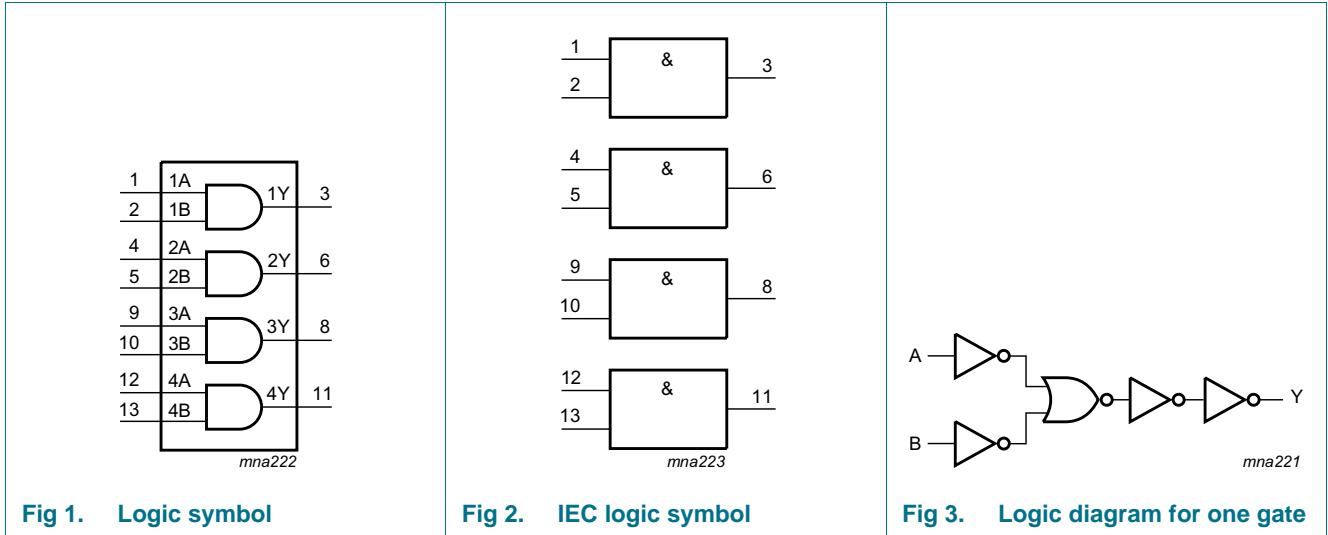 1 1A 1Y 3
2 1B
4 2A 2Y 6
5 2B
9 3A 3Y 8
10 3B
12 4A 4Y 11
13 4B
mna222
Fig 1. Logic symbol
1 & 3
2
4 & 6
5
9 & 8
10
12 & 11
13
mna223
Fig 2. IEC logic symbol
A
Y
B
mna221
Fig 3. Logic diagram for one gate